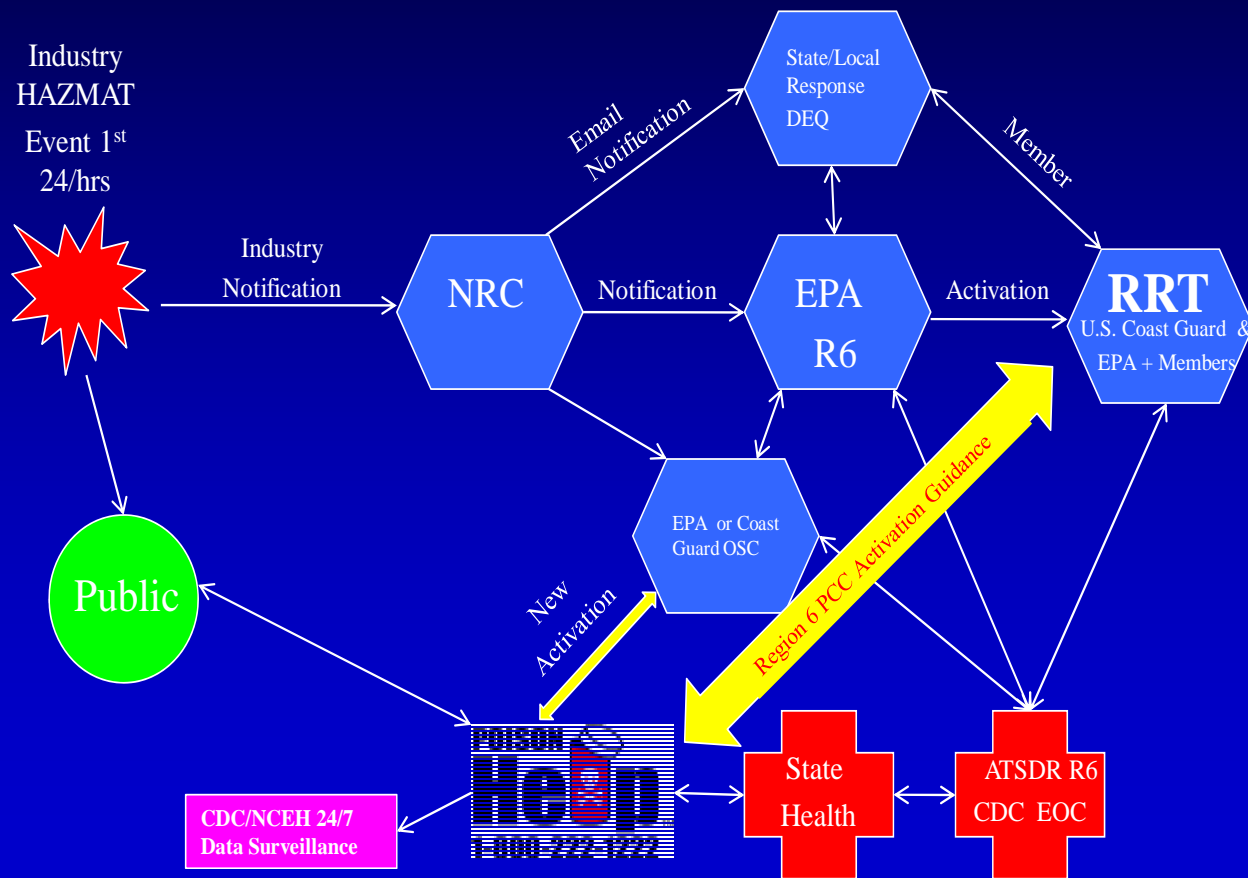 Industry
HAZMAT
Event 1st
24/hrs
Industry
Notification
NRC
Email
Notification
State/Local
Response
DEQ
Member
Notification
EPA
R6
Activation
RRT
U.S. Coast Guard &
EPA + Members
EPA or Coast
Guard OSC
Region 6 PCC Activation Guidance
Public
New
Activation
POISON
Help
1-800-222-1222
State
Health
ATSDR R6
CDC EOC
CDC/NCEH 24/7
Data Surveillance